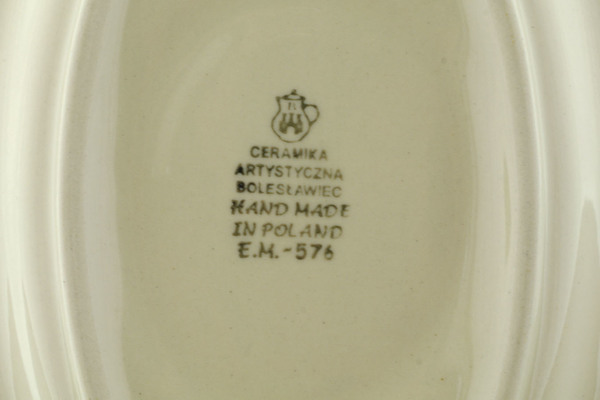 B
CERAMIKA
ARTYSTYCZNA
BOLESŁAWIEC
HAND MADE
IN POLAND
E.M.-576